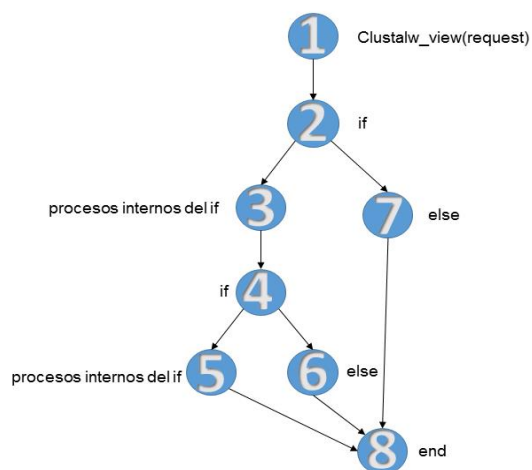 1 Clustalw_view(request)
2 if
procesos internos del if 3
7 else
if 4
procesos internos del if 5
6 else
8 end